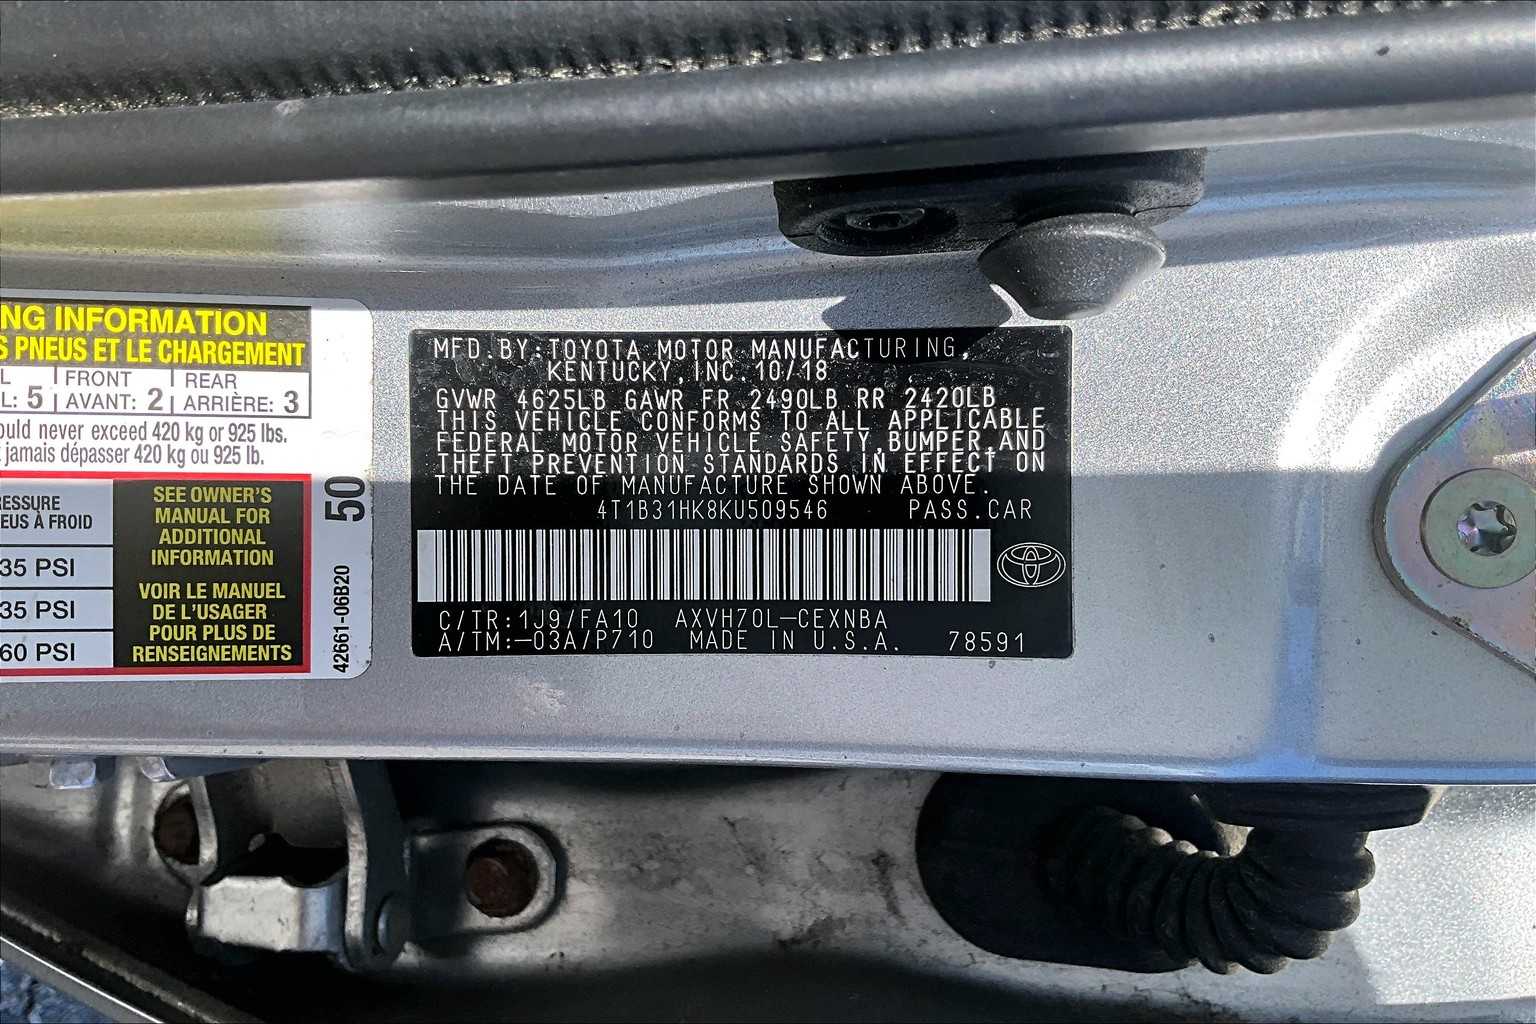 NG INFORMATION
S PNEUS ET LE CHARGEMENT
L FRONT REAR
L: 5 AVANT: 2 ARRIÈRE: 3
ould never exceed 420 kg or 925 lbs.
jamais dépasser 420 kg ou 925 lb.
RESSURE
EUS À FROID
35 PSI
35 PSI
60 PSI
SEE OWNER'S
MANUAL FOR
ADDITIONAL
INFORMATION
VOIR LE MANUEL
DE L'USAGER
POUR PLUS DE
RENSEIGNEMENTS
50
42661-06B20
MFD.BY:TOYOTA MOTOR MANUFACTURING,
KENTUCKY,INC.10/18
GVWR 4625LB GAWR FR 2490LB RR 2420LB
THIS VEHICLE CONFORMS TO ALL APPLICABLE
FEDERAL MOTOR VEHICLE SAFETY,BUMPER,AND
THEFT PREVENTION STANDARDS IN EFFECT ON
THE DATE OF MANUFACTURE SHOWN ABOVE.
4T1B31HK8KU509546 PASS.CAR
C/TR:1J9/FA10 AXVH70L-CEXNBA
A/TM:-03A/P710 MADE IN U.S.A. 78591